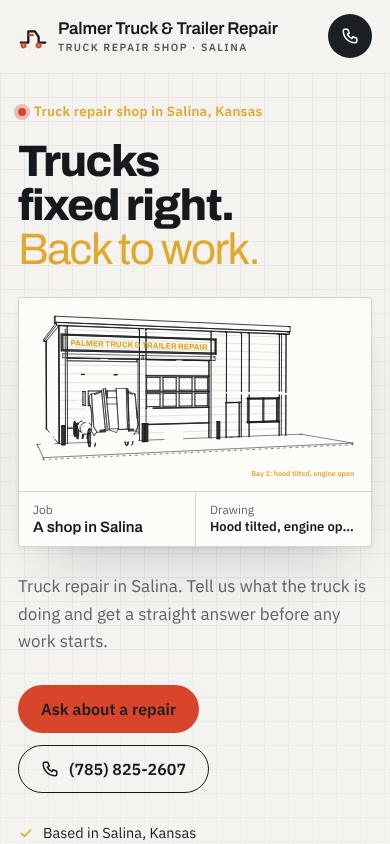 Palmer Truck & Trailer Repair
TRUCK REPAIR SHOP · SALINA
Truck repair shop in Salina, Kansas
Trucks
fixed right.
Back to work.
PALMER TRUCK & TRAILER REPAIR
Bay 1: hood tilted, engine open
Job
A shop in Salina
Drawing
Hood tilted, engine op...
Truck repair in Salina. Tell us what the truck is
doing and get a straight answer before any
work starts.
Ask about a repair
(785) 825-2607
Based in Salina, Kansas